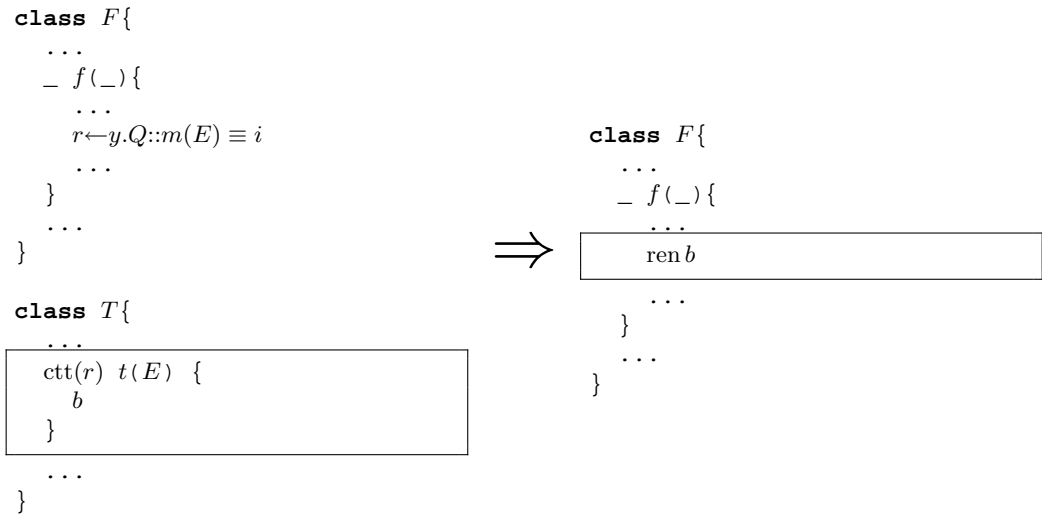 class F{
...
_ f(_){
...
r←y.Q::m(E) ≡ i
...
}
...
}
class T{
...
ctt(r) t(E) {
b
}
...
}
⇒
class F{
...
_ f(_){
...
ren b
...
}
...
}